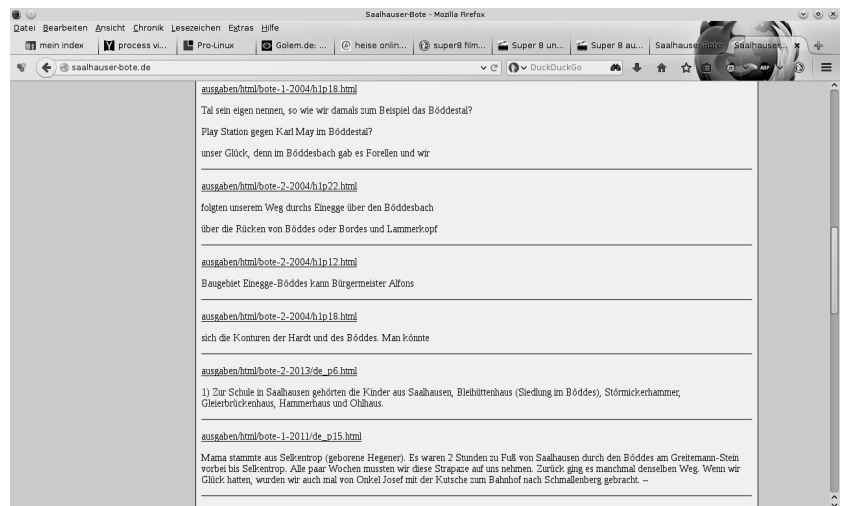 Saalhauser-Bote - Mozilla Firefox
Datei Bearbeiten Ansicht Chronik Lesezeichen Extras Hilfe
mein index process vi... Pro-Linux Golem.de: ... heise onlin... super8 film... Super 8 un... Super 8 au... Saalhauser-Bote Saalhauser...
saalhauser-bote.de DuckDuckGo ABP
ausgaben/html/bote-1-2004/h1p18.html
Tal sein eigen nennen, so wie wir damals zum Beispiel das Böddestal?
Play Station gegen Karl May im Böddestal?
unser Glück, denn im Böddesbach gab es Forellen und wir
ausgaben/html/bote-2-2004/h1p22.html
folgten unserem Weg durchs Einegge über den Böddesbach
über die Rücken von Böddes oder Bordes und Lammerkopf
ausgaben/html/bote-2-2004/h1p12.html
Baugebiet Einegge-Böddes kann Bürgermeister Alfons
ausgaben/html/bote-2-2004/h1p18.html
sich die Konturen der Hardt und des Böddes. Man könnte
ausgaben/html/bote-2-2013/de_p6.html
1) Zur Schule in Saalhausen gehörten die Kinder aus Saalhausen, Bleihüttenhaus (Siedlung im Böddes), Störmickerhammer,
Gleierbrückenhaus, Hammerhaus und Ohlhaus.
ausgaben/html/bote-1-2011/de_p15.html
Mama stammte aus Selkentrop (geborene Hegener). Es waren 2 Stunden zu Fuß von Saalhausen durch den Böddes am Greitemann-Stein
vorbei bis Selkentrop. Alle paar Wochen mussten wir diese Strapaze auf uns nehmen. Zurück ging es manchmal denselben Weg. Wenn wir
Glück hatten, wurden wir auch mal von Onkel Josef mit der Kutsche zum Bahnhof nach Schmallenberg gebracht. –